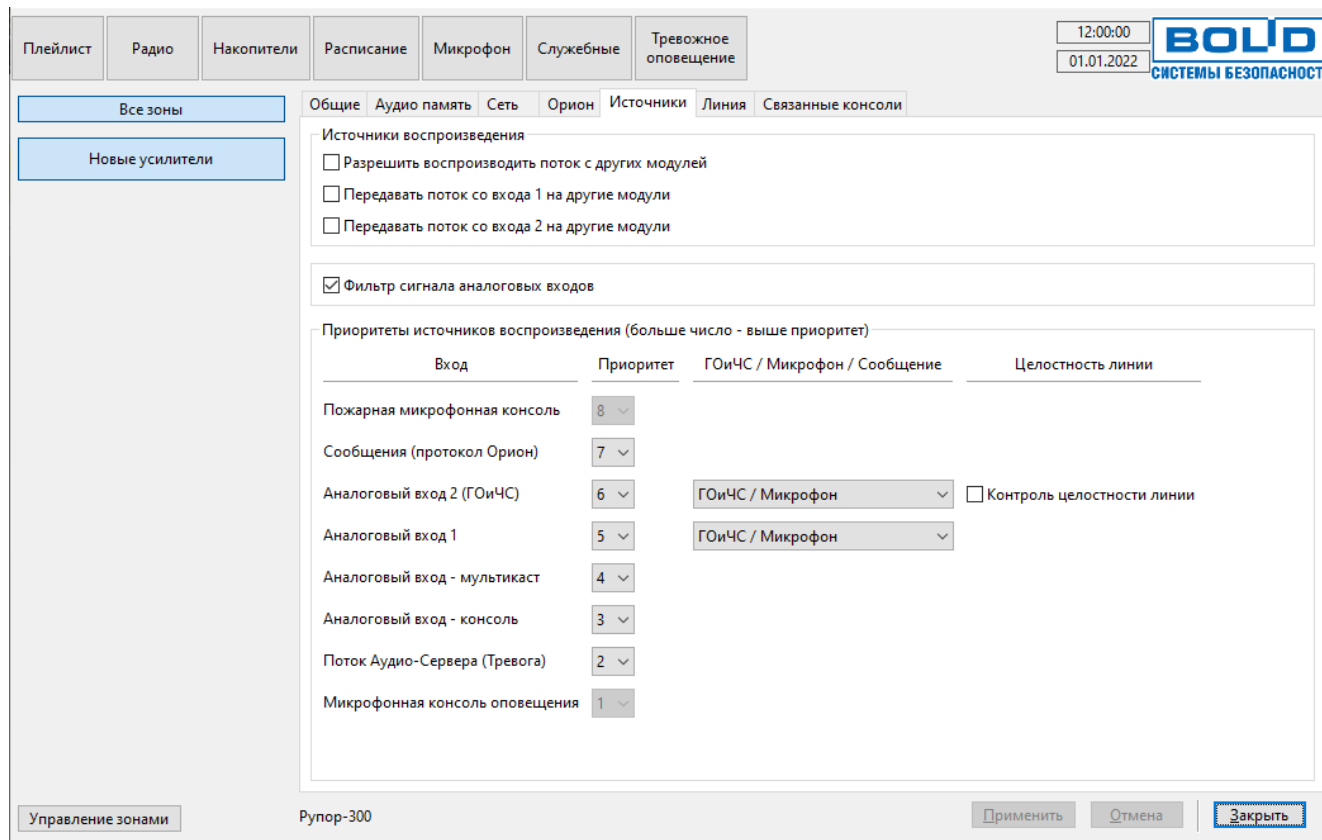 Плейлист
Радио
Накопители
Расписание
Микрофон
Служебные
Тревожное
оповещение
12:00:00
01.01.2022
BOLID
СИСТЕМЫ БЕЗОПАСНОСТ
Все зоны
Новые усилители
Общие Аудио память Сеть Орион Источники Линия Связанные консоли
Источники воспроизведения
Разрешить воспроизводить поток с других модулей
Передавать поток со входа 1 на другие модули
Передавать поток со входа 2 на другие модули
Фильтр сигнала аналоговых входов
Приоритеты источников воспроизведения (больше число - выше приоритет)
Вход Приоритет ГОиЧС / Микрофон / Сообщение Целостность линии
Пожарная микрофонная консоль 8
Сообщения (протокол Орион) 7
Аналоговый вход 2 (ГОиЧС) 6 ГОиЧС / Микрофон Контроль целостности линии
Аналоговый вход 1 5 ГОиЧС / Микрофон
Аналоговый вход - мультикаст 4
Аналоговый вход - консоль 3
Поток Аудио-Сервера (Тревога) 2
Микрофонная консоль оповещения 1
Управление зонами
Рупор-300
Применить
Отмена
Закрыть